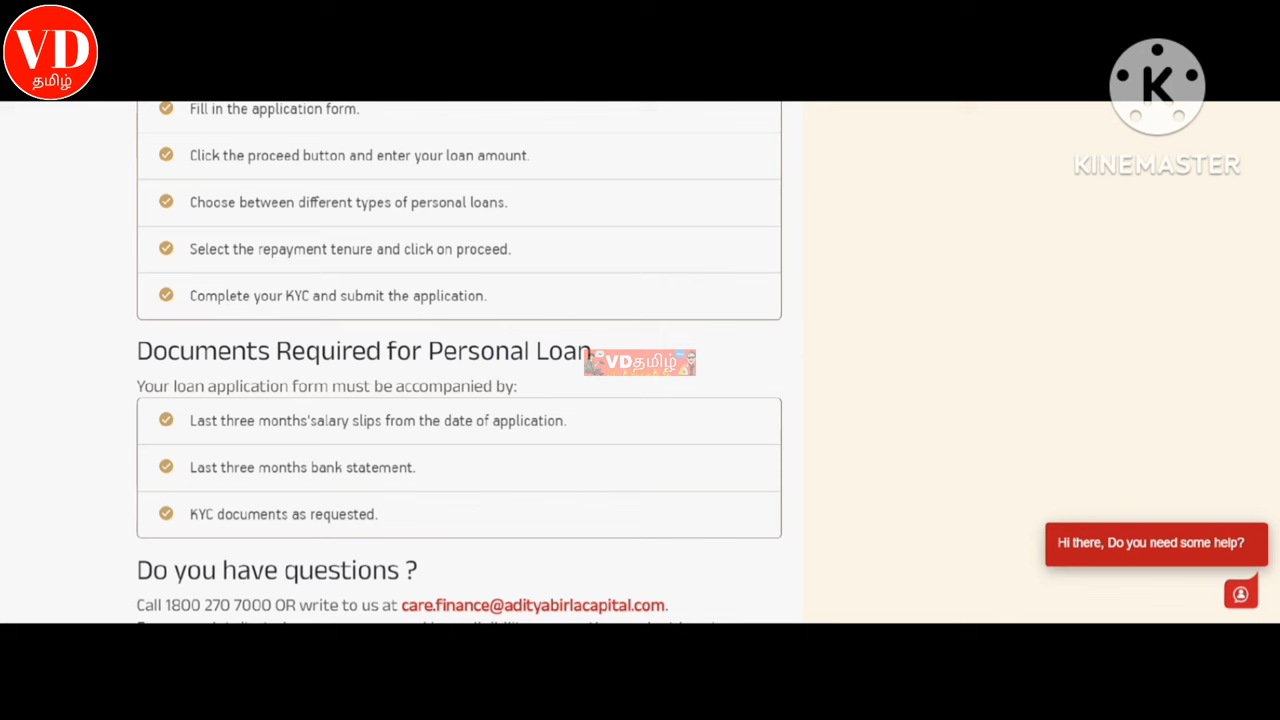 VD
தமிழ்
K
KINEMASTER
Fill in the application form.
Click the proceed button and enter your loan amount.
Choose between different types of personal loans.
Select the repayment tenure and click on proceed.
Complete your KYC and submit the application.
Documents Required for Personal Loan
VDதமிழ்
Your loan application form must be accompanied by:
Last three months'salary slips from the date of application.
Last three months bank statement.
KYC documents as requested.
Hi there, Do you need some help?
Do you have questions ?
Call 1800 270 7000 OR write to us at care.finance@adityabirlacapital.com.